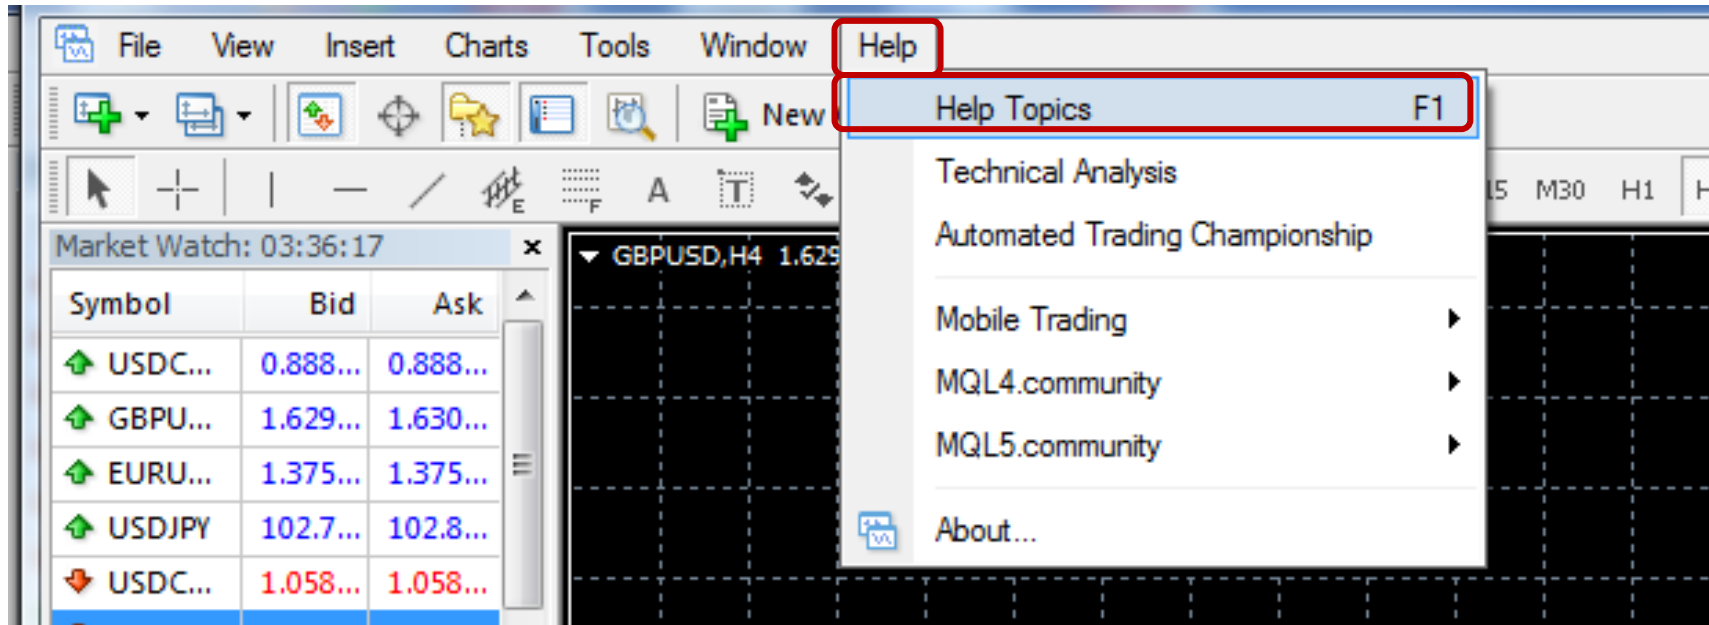 File View Insert Charts Tools Window Help
New
Help Topics F1
Technical Analysis
Automated Trading Championship
Mobile Trading
MQL4.community
MQL5.community
About...
E F A T
15 M30 H1 H
Market Watch: 03:36:17
GBPUSD,H4 1.629
Symbol Bid Ask
USDC... 0.888... 0.888...
GBPU... 1.629... 1.630...
EURU... 1.375... 1.375...
USDJPY 102.7... 102.8...
USDC... 1.058... 1.058...